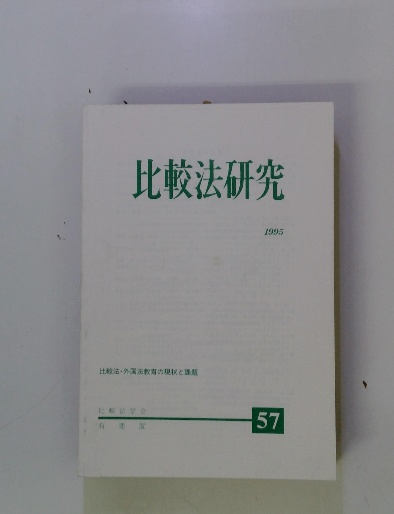 比較法研究
1995
比較法・外国法教育の現状と課題
比較法学会
有斐閣
57